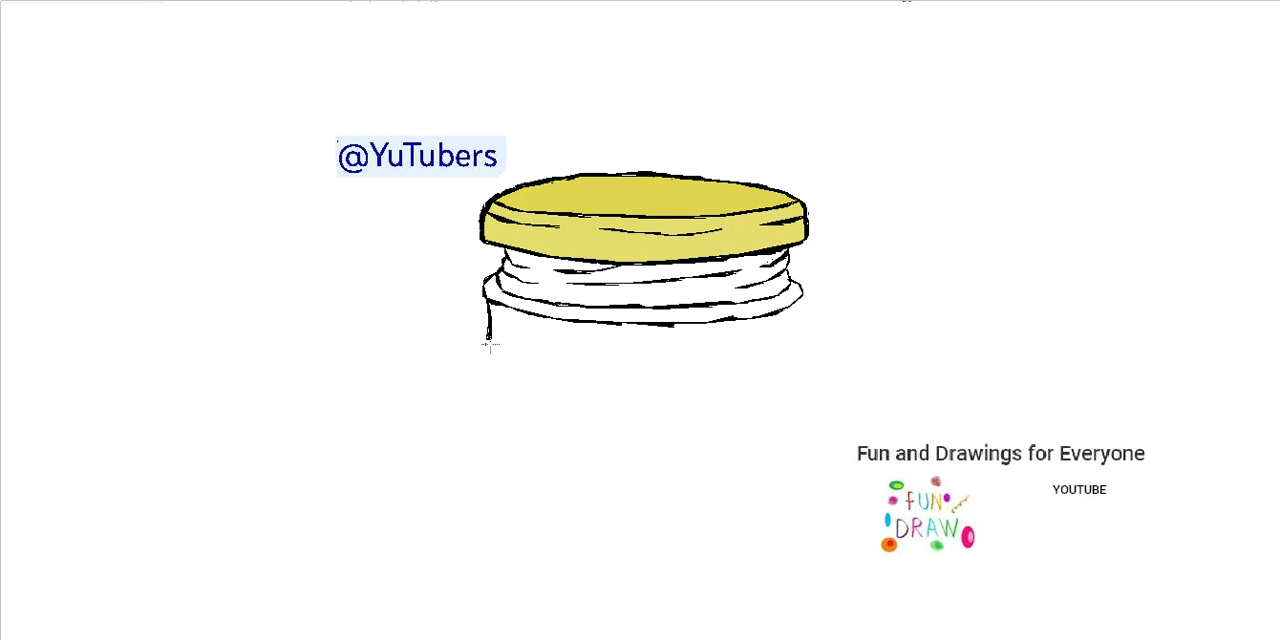 @YuTubers
Fun and Drawings for Everyone
YOUTUBE
FUN
DRAW